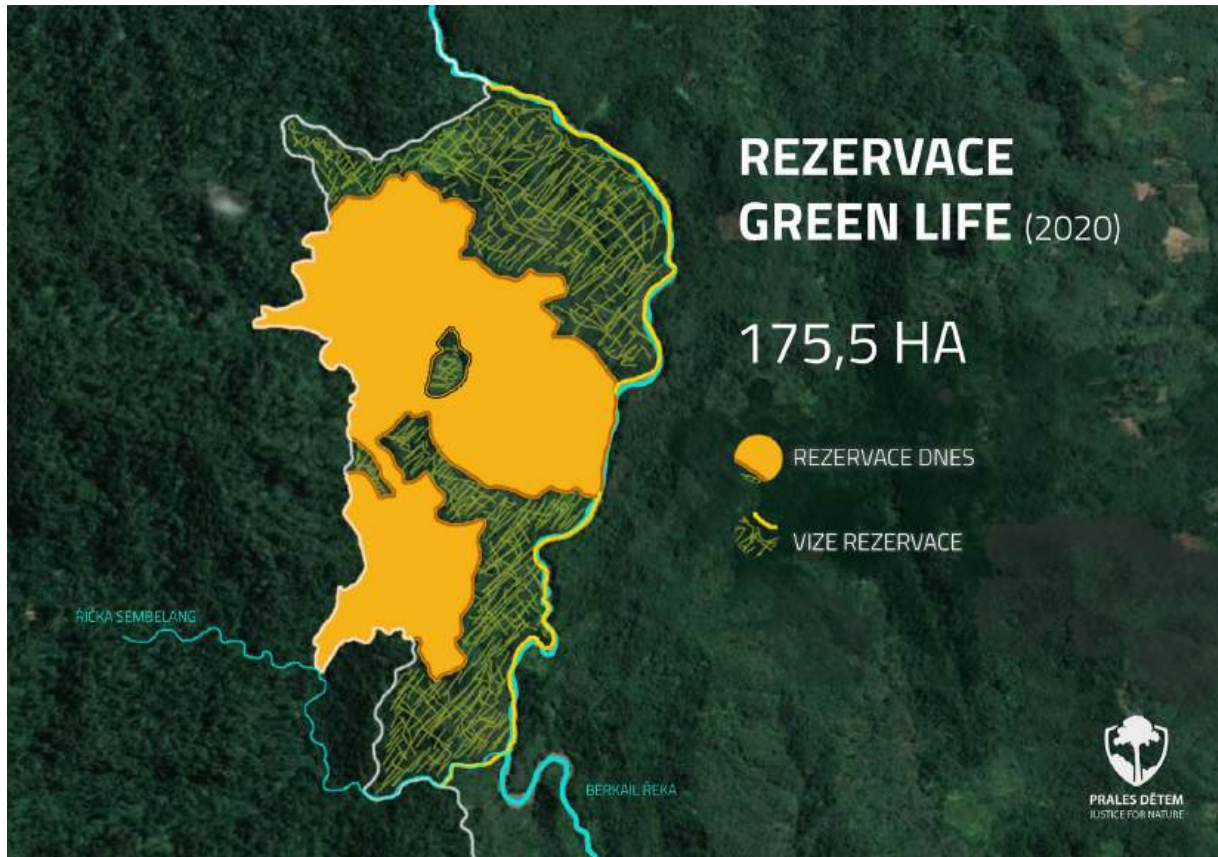 REZERVACE
GREEN LIFE (2020)
175,5 HA
REZERVACE DNES
VIZE REZERVACE
ŘÍČKA SEMBELANG
BERKAIL ŘEKA
PRALES DĚTEM
JUSTICE FOR NATURE